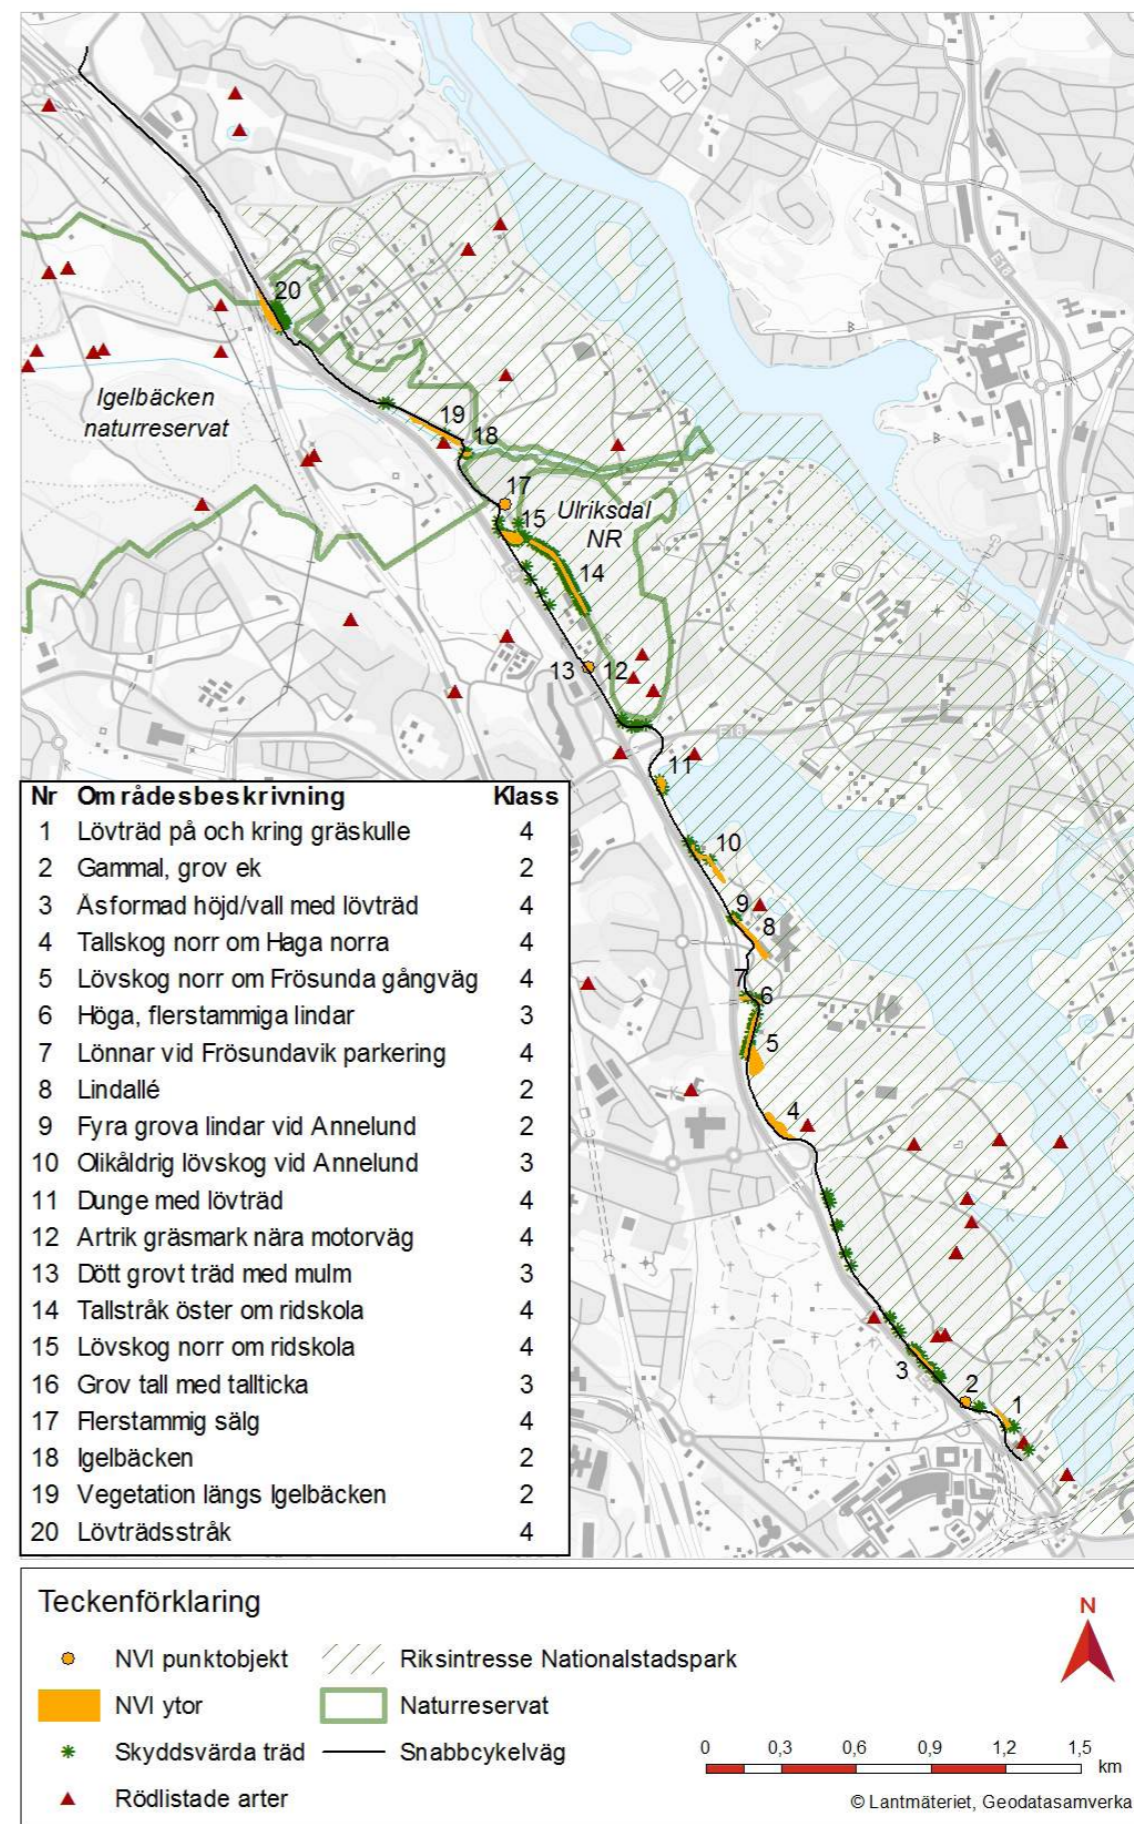 E18
20
Igelbäcken
naturreservat
19
18
17
15
Ulriksdal
NR
14
13
12
E18
11
10
9
8
7
6
5
4
3
2
1
Nr Områdesbeskrivning Klass
1 Lövträd på och kring gräskulle 4
2 Gammal, grov ek 2
3 Åsformad höjd/vall med lövträd 4
4 Tallskog norr om Haga norra 4
5 Lövskog norr om Frösunda gångväg 4
6 Höga, flerstammiga lindar 3
7 Lönnar vid Frösundavik parkering 4
8 Lindallé 2
9 Fyra grova lindar vid Annelund 2
10 Olikåldrig lövskog vid Annelund 3
11 Dunge med lövträd 4
12 Artrik gräsmark nära motorväg 4
13 Dött grovt träd med mulm 3
14 Tallstråk öster om ridskola 4
15 Lövskog norr om ridskola 4
16 Grov tall med tallticka 3
17 Flerstammig sälg 4
18 Igelbäcken 2
19 Vegetation längs Igelbäcken 2
20 Lövträdsstråk 4
Teckenförklaring
NVI punktobjekt
Riksintresse Nationalstadspark
NVI ytor
Naturreservat
Skyddsvärda träd
Snabbcykelväg
Rödlistade arter
N
0 0,3 0,6 0,9 1,2 1,5
km
© Lantmäteriet, Geodatasamverka